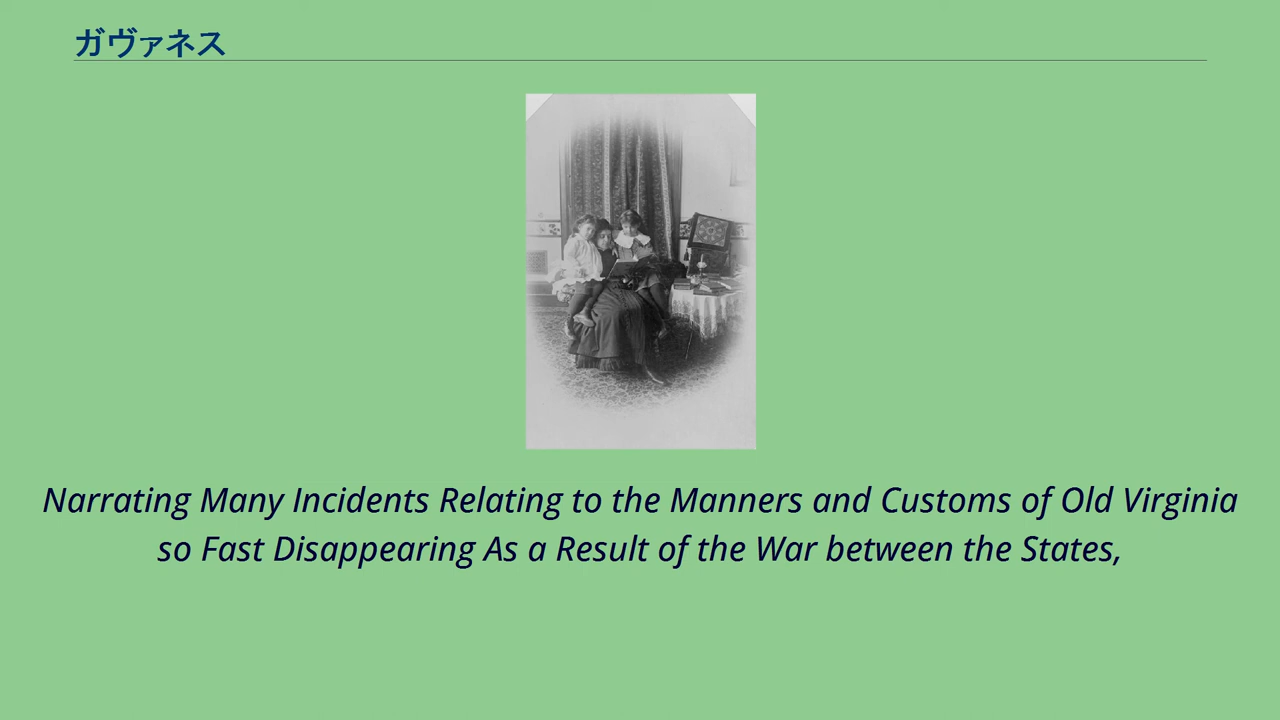 ガヴァネス
Narrating Many Incidents Relating to the Manners and Customs of Old Virginia
so Fast Disappearing As a Result of the War between the States,